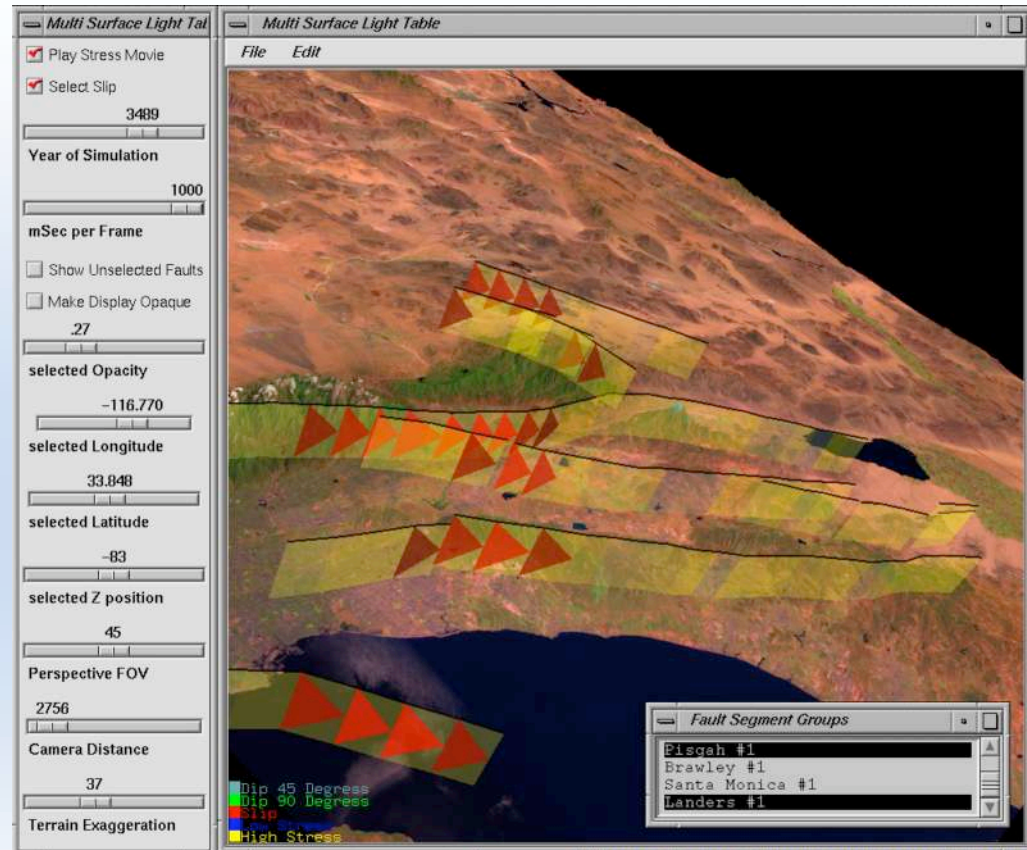 Multi Surface Light Tal
Play Stress Movie
Select Slip
3489
Year of Simulation
1000
mSec per Frame
Show Unselected Faults
Make Display Opaque
.27
selected Opacity
-116.770
selected Longitude
33.848
selected Latitude
-83
selected Z position
45
Perspective FOV
2756
Camera Distance
37
Terrain Exaggeration
Multi Surface Light Table
File Edit
Dip 45 Degress
Dip 90 Degress
Slip
Low Stress
High Stress
Fault Segment Groups
Pisgah #1
Brawley #1
Santa Monica #1
Landers #1